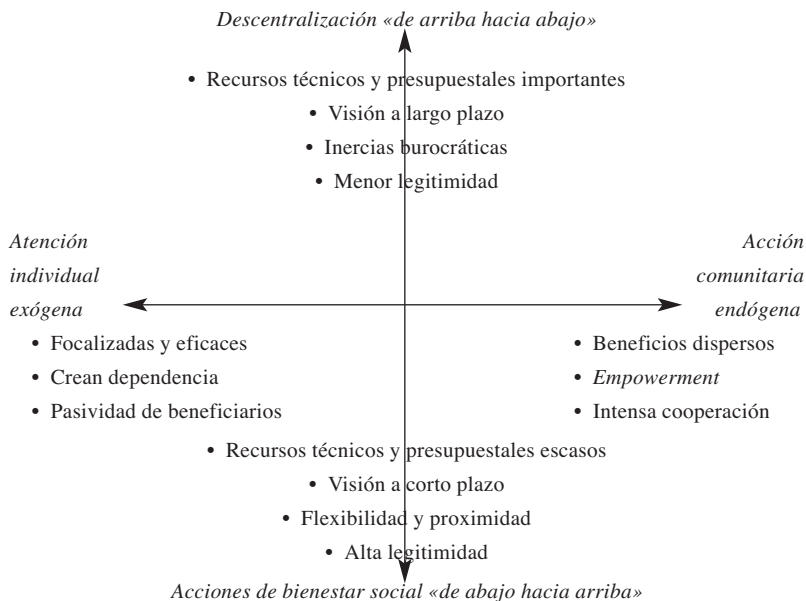 Descentralización «de arriba hacia abajo»
• Recursos técnicos y presupuestales importantes
• Visión a largo plazo
• Inercias burocráticas
• Menor legitimidad
Atención
individual
exógena
Acción
comunitaria
endógena
• Focalizadas y eficaces
• Crean dependencia
• Pasividad de beneficiarios
• Beneficios dispersos
• Empowerment
• Intensa cooperación
• Recursos técnicos y presupuestales escasos
• Visión a corto plazo
• Flexibilidad y proximidad
• Alta legitimidad
Acciones de bienestar social «de abajo hacia arriba»